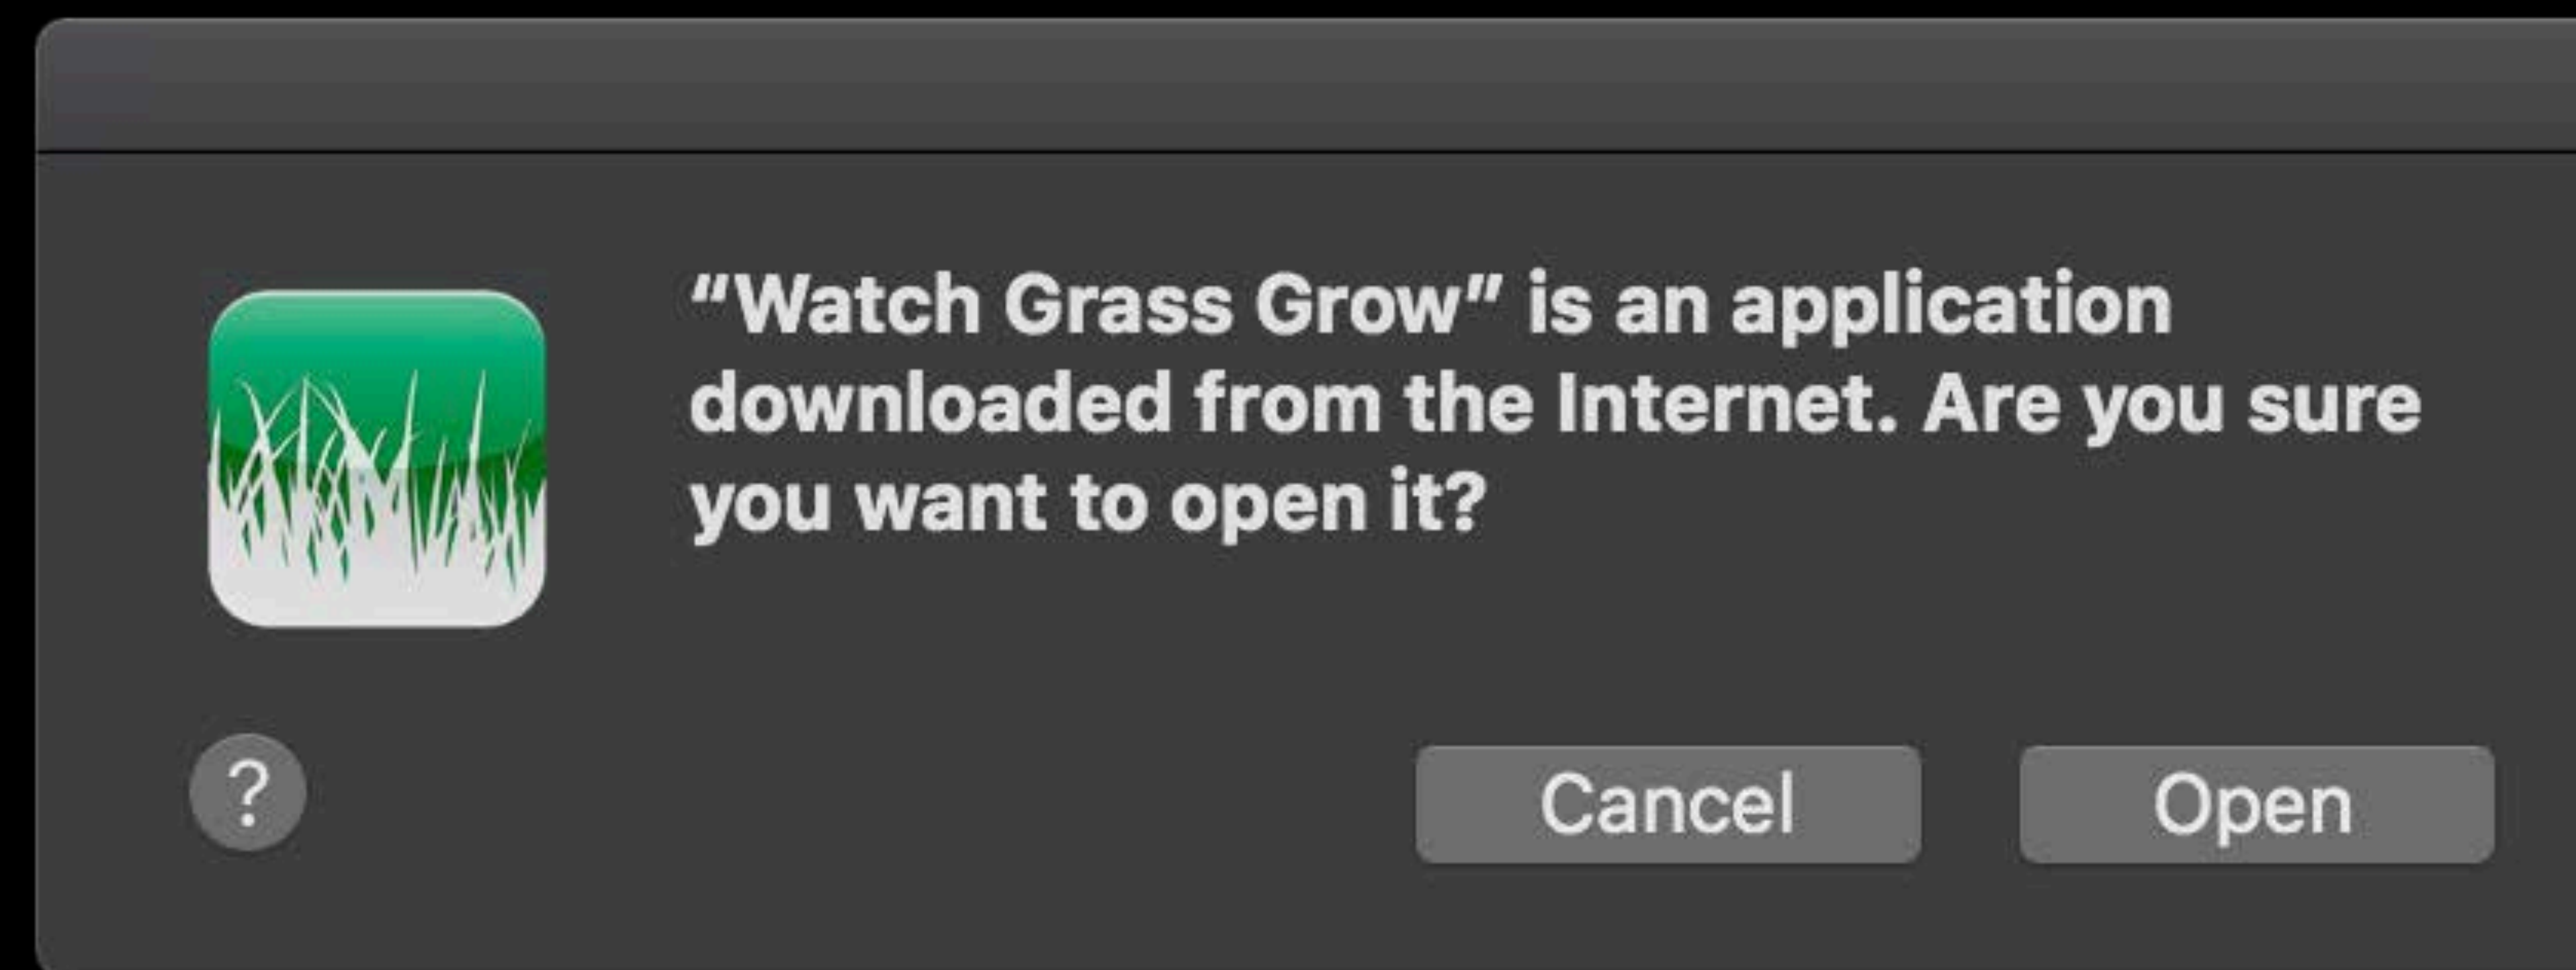 “Watch Grass Grow” is an application
downloaded from the Internet. Are you sure
you want to open it?
?
Cancel
Open